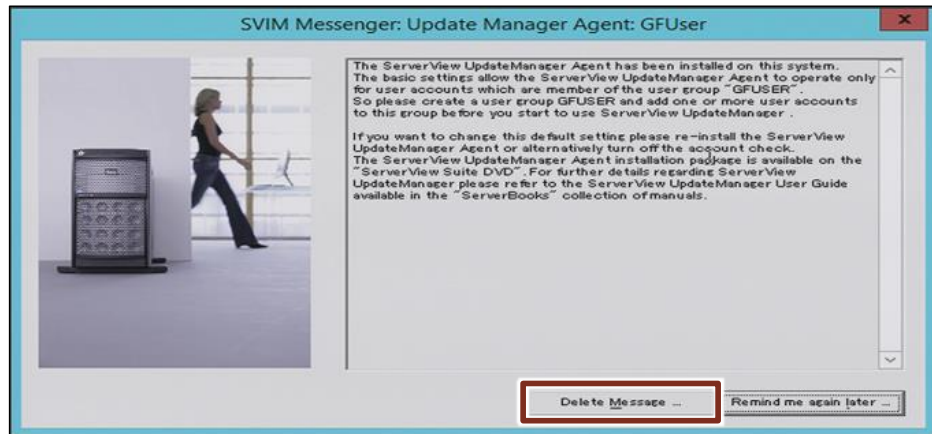 SVIM Messenger: Update Manager Agent: GFUser
The ServerView UpdateManager Agent has been installed on this system.
The basic settings allow the ServerView UpdateManager Agent to operate only
for user accounts which are member of the user group "GFUSER".
So please create a user group GFUSER and add one or more user accounts
to this group before you start to use ServerView UpdateManager .
If you want to change this default setting please re-install the ServerView
UpdateManager Agent or alternatively turn off the account check.
The ServerView UpdateManager Agent installation package is available on the
"ServerView Suite DVD". For further details regarding ServerView
UpdateManager please refer to the ServerView UpdateManager User Guide
available in the "ServerBooks" collection of manuals.
Delete Message ... Remind me again later ...